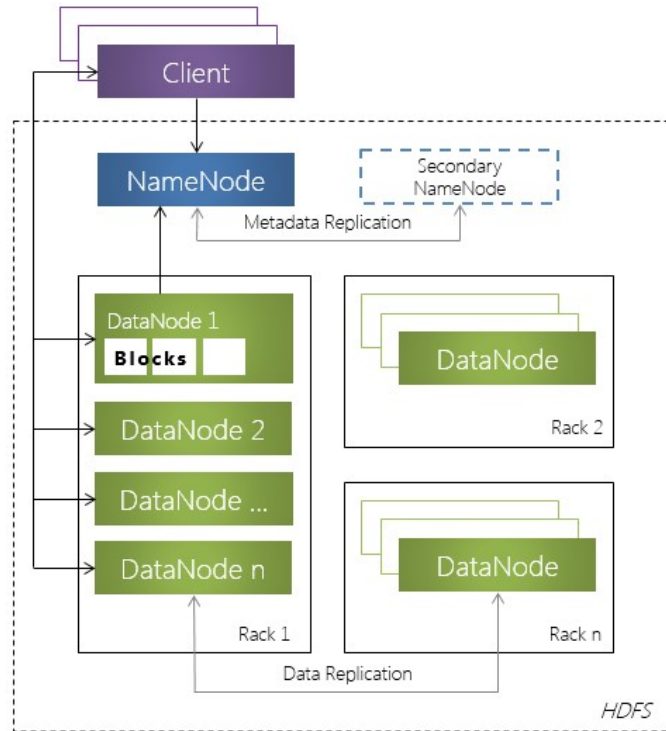 Client
NameNode
Secondary
NameNode
Metadata Replication
DataNode 1
Blocks
DataNode 2
DataNode ...
DataNode n
Rack 1
DataNode
Rack 2
DataNode
Rack n
Data Replication
HDFS